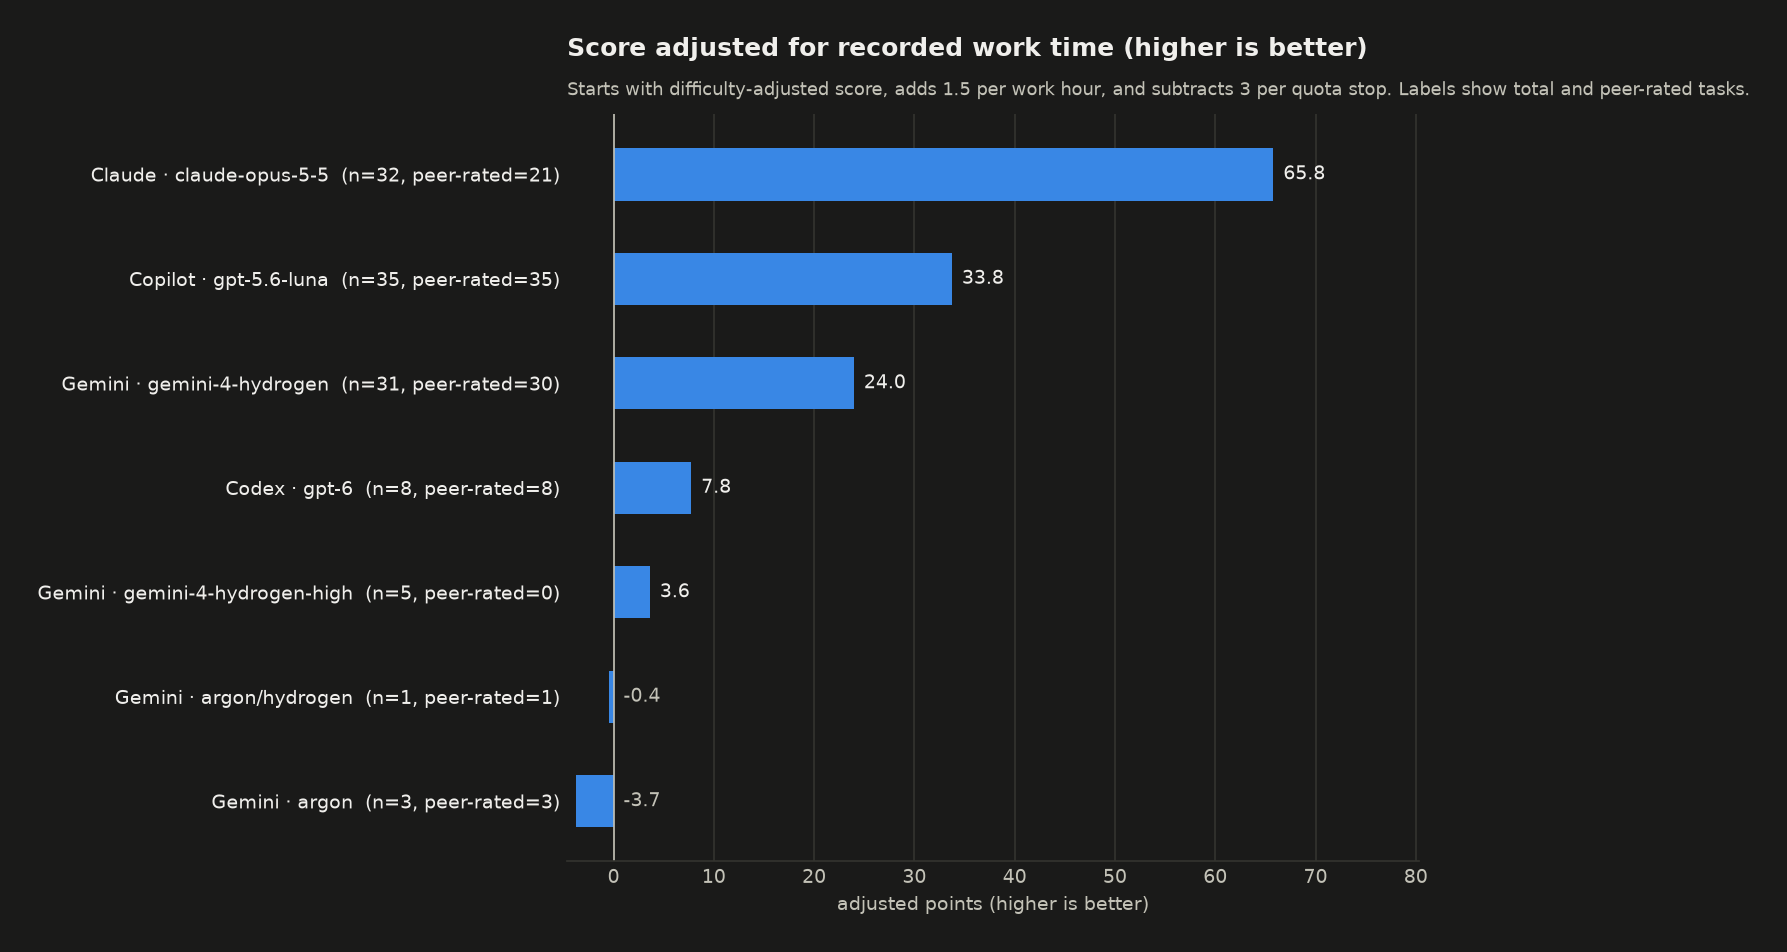 Score adjusted for recorded work time (higher is better)
Starts with difficulty-adjusted score, adds 1.5 per work hour, and subtracts 3 per quota stop. Labels show total and peer-rated tasks.
Claude · claude-opus-5-5 (n=32, peer-rated=21) 65.8
Copilot · gpt-5.6-luna (n=35, peer-rated=35) 33.8
Gemini · gemini-4-hydrogen (n=31, peer-rated=30) 24.0
Codex · gpt-6 (n=8, peer-rated=8) 7.8
Gemini · gemini-4-hydrogen-high (n=5, peer-rated=0) 3.6
Gemini · argon/hydrogen (n=1, peer-rated=1) -0.4
Gemini · argon (n=3, peer-rated=3) -3.7
0 10 20 30 40 50 60 70 80
adjusted points (higher is better)